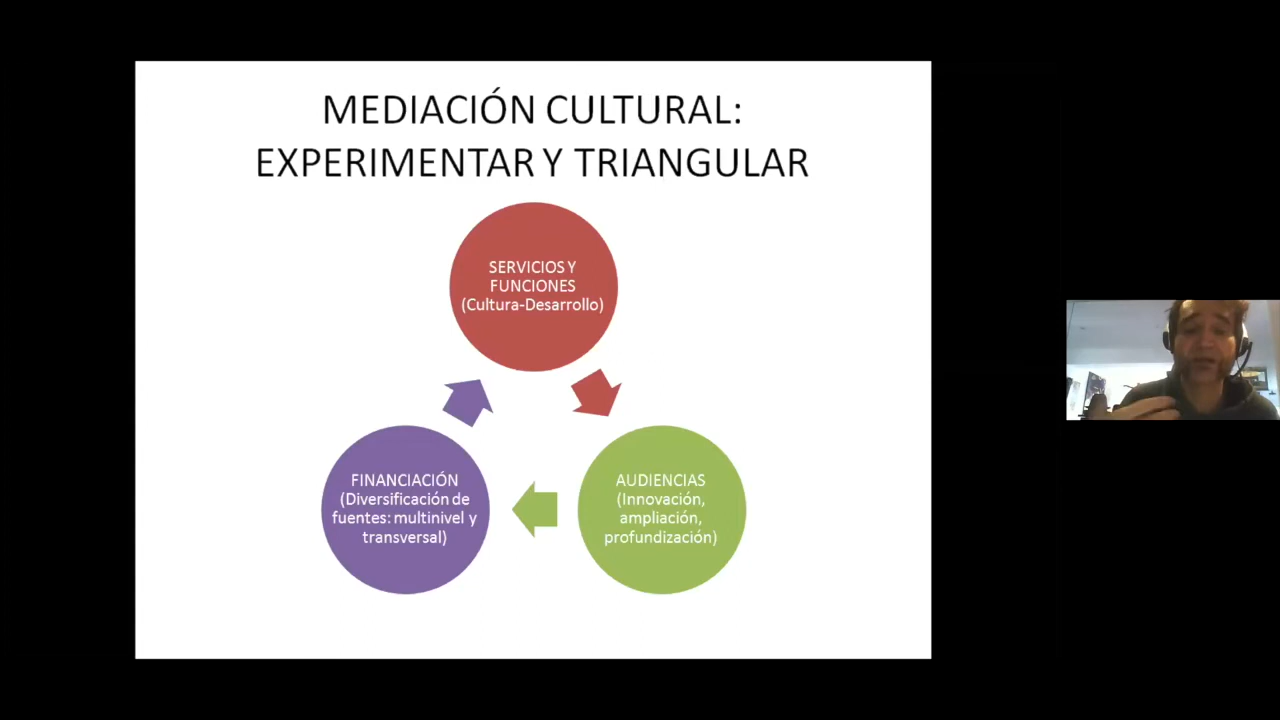 MEDIACIÓN CULTURAL:
EXPERIMENTAR Y TRIANGULAR
SERVICIOS Y
FUNCIONES
(Cultura-Desarrollo)
FINANCIACIÓN
(Diversificación de
fuentes: multinivel y
transversal)
AUDIENCIAS
(Innovación,
ampliación,
profundización)